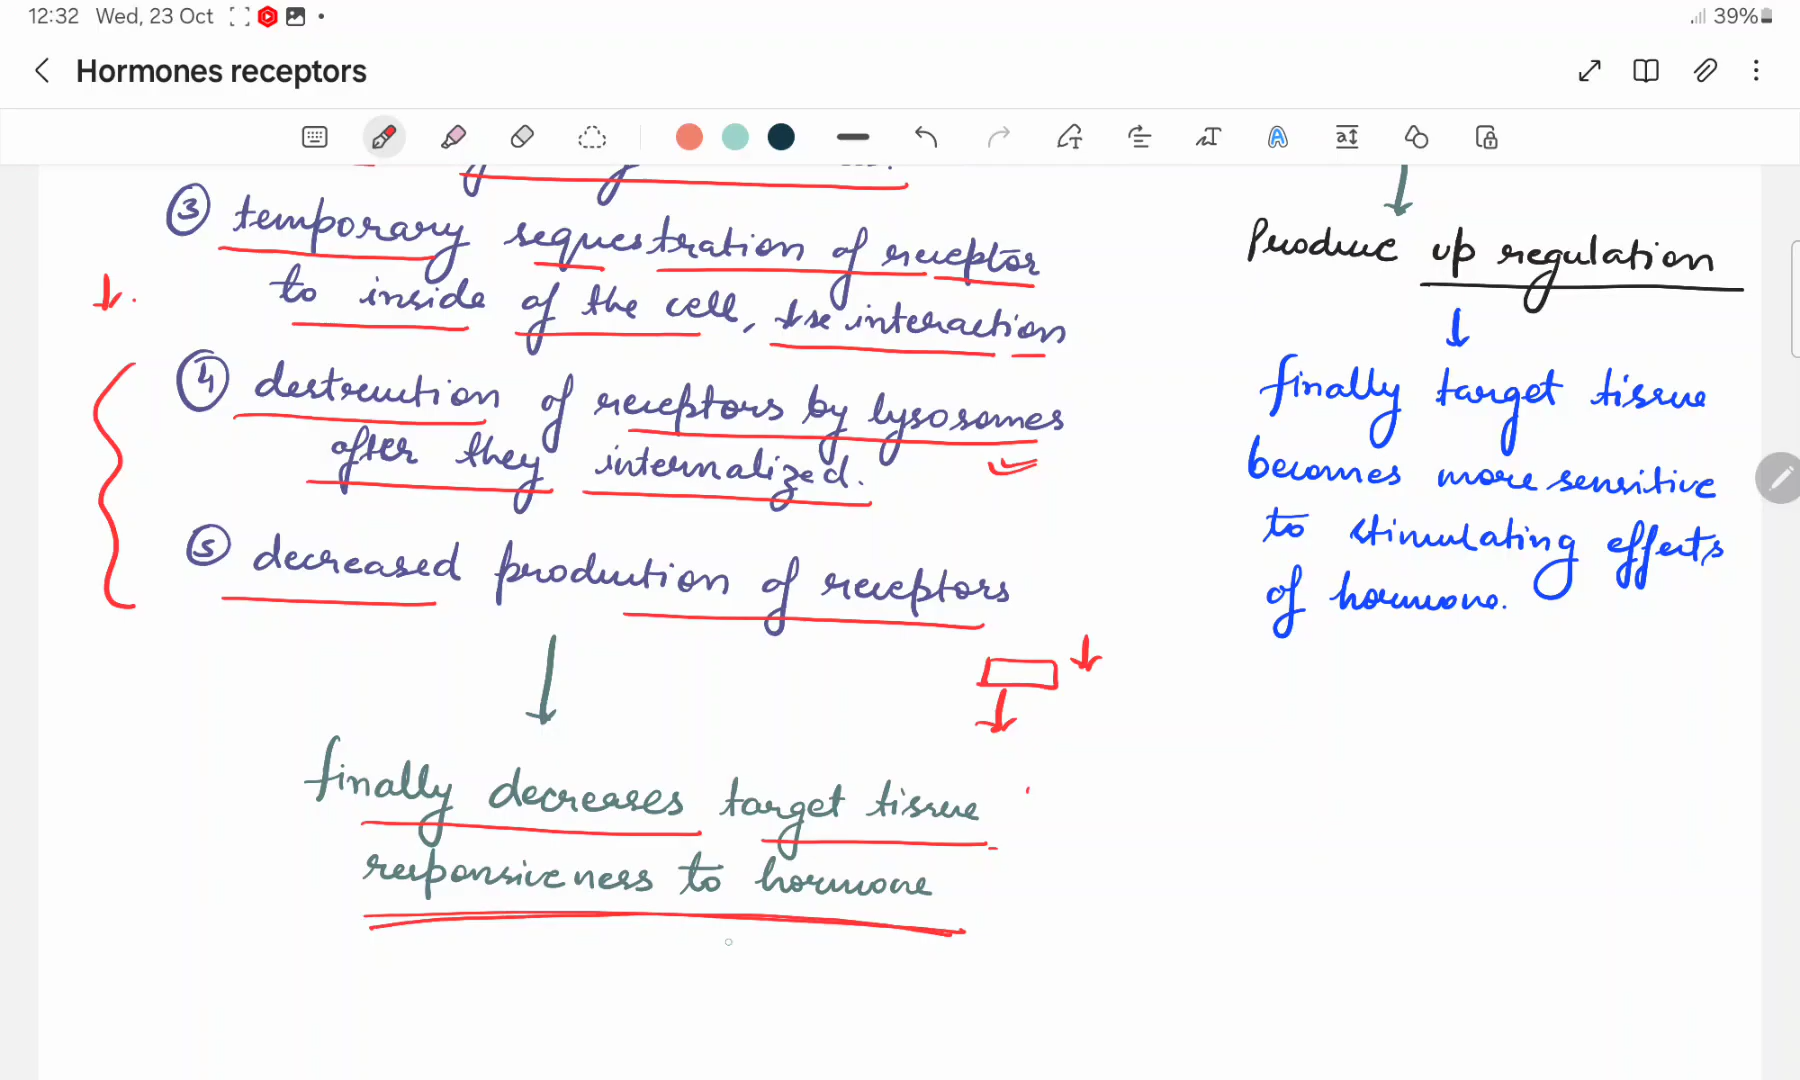 12:32 Wed, 23 Oct 39%
Hormones receptors
③ temporary sequestration of receptor
to inside of the cell, ↓se interaction
④ destruction of receptors by lysosomes
after they internalized.
⑤ decreased production of receptors
finally decreases target tissue
responsiveness to hormone
Produce up regulation
finally target tissue
becomes more sensitive
to stimulating effects
of hormone.